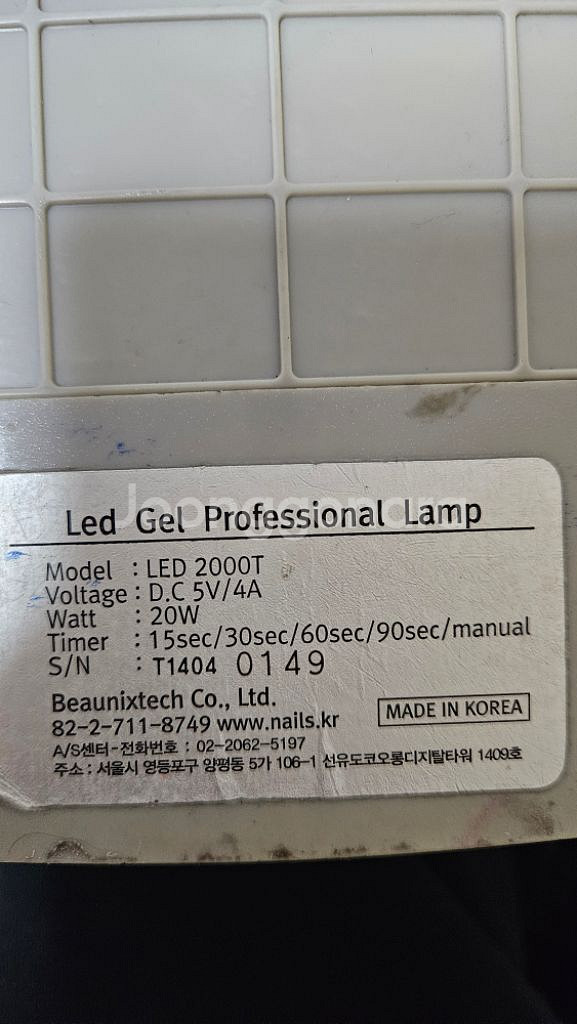 Led Gel Professional Lamp
Model : LED 2000T
Voltage : D.C 5V/4A
Watt : 20W
Timer : 15sec/30sec/60sec/90sec/manual
S/N : T1404 0149
Beaunixtech Co., Ltd.
82-2-711-8749 www.nails.kr
MADE IN KOREA
A/S센터-전화번호 : 02-2062-5197
주소 : 서울시 영등포구 양평동 5가 106-1 선유도코오롱디지탈타워 1409호
Joonggonara